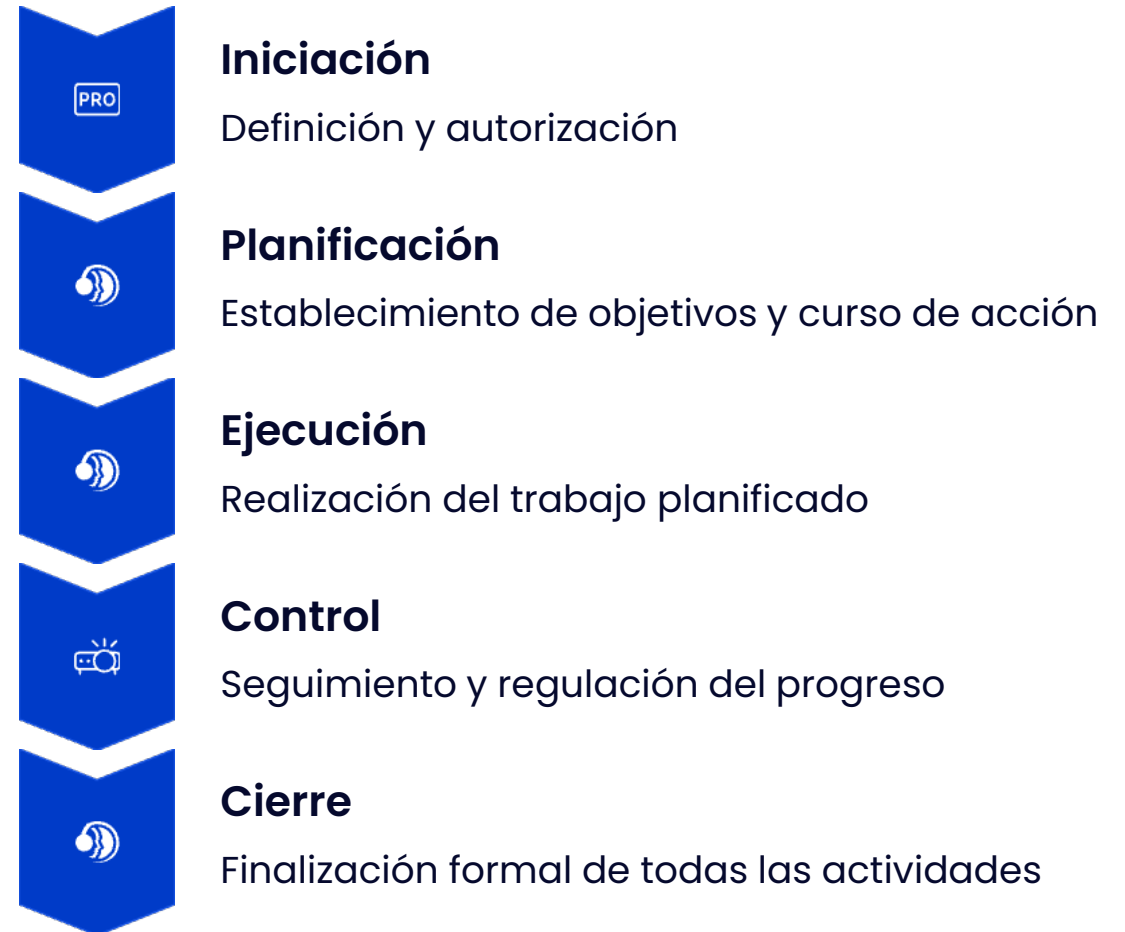 PRO
Iniciación
Definición y autorización
Planificación
Establecimiento de objetivos y curso de acción
Ejecución
Realización del trabajo planificado
Control
Seguimiento y regulación del progreso
Cierre
Finalización formal de todas las actividades